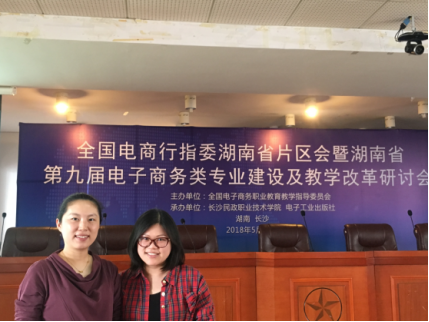 全国电商行指委湖南省片区会暨湖南省
第九届电子商务类专业建设及教学改革研讨会
主办单位：全国电子商务职业教育教学指导委员会
承办单位：长沙民政职业技术学院 电子工业出版社
湖南 长沙
2018年5